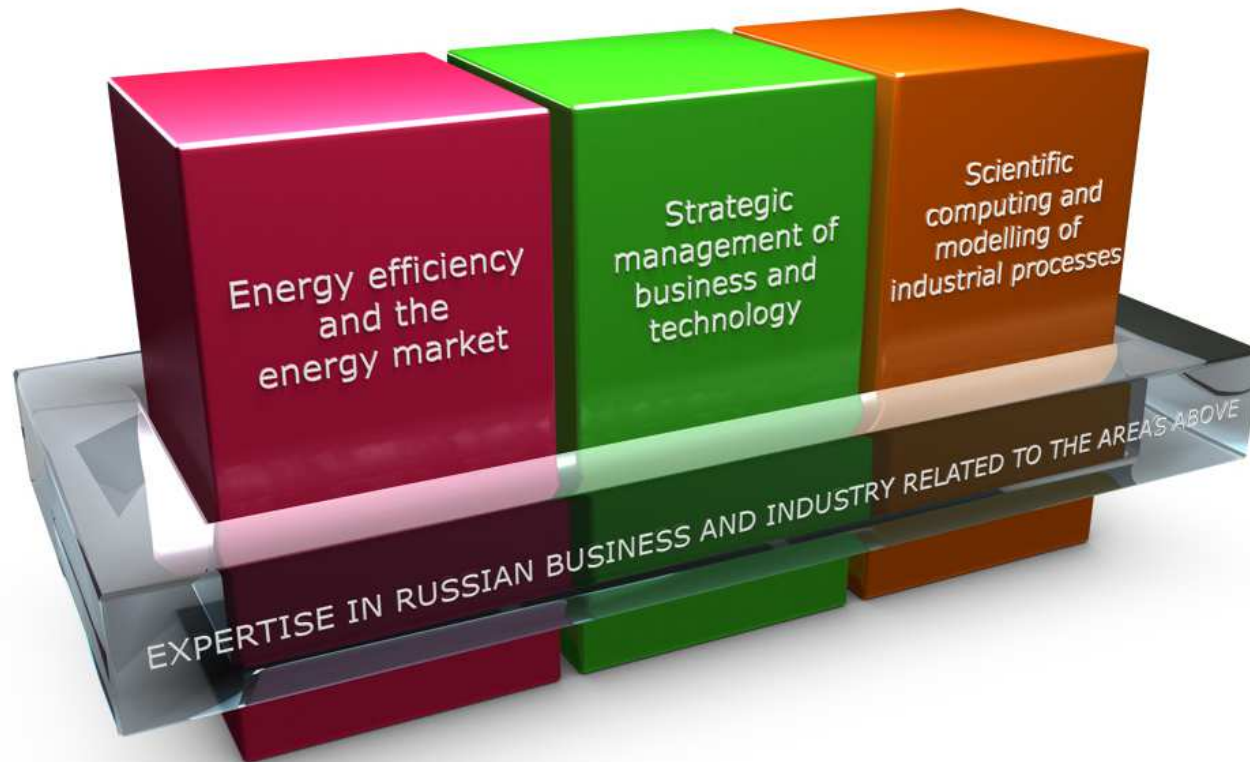 Energy efficiency
and the
energy market
Strategic
management of
business and
technology
Scientific
computing and
modelling of
industrial processes
EXPERTISE IN RUSSIAN BUSINESS AND INDUSTRY RELATED TO THE AREA'S ABOVE